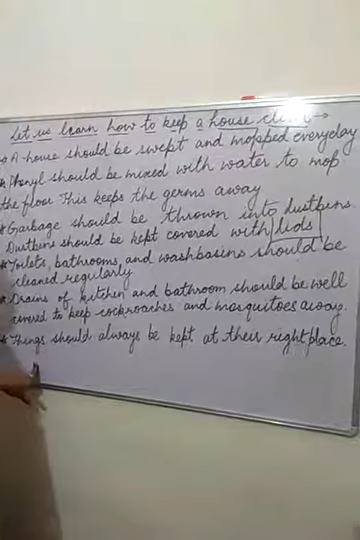 Let us learn how to keep a house clean →
→ A house should be swept and mopped everyday
* Phenyl should be mixed with water to mop
the floor This keeps the germs away
* Garbage should be thrown into dustbins
Dustbins should be kept covered with lids
* Toilets, bathrooms, and washbasins should be
cleaned regularly
* Drains of kitchen and bathroom should be well
covered to keep cockroaches and mosquitoes away.
* Things should always be kept at their right place.